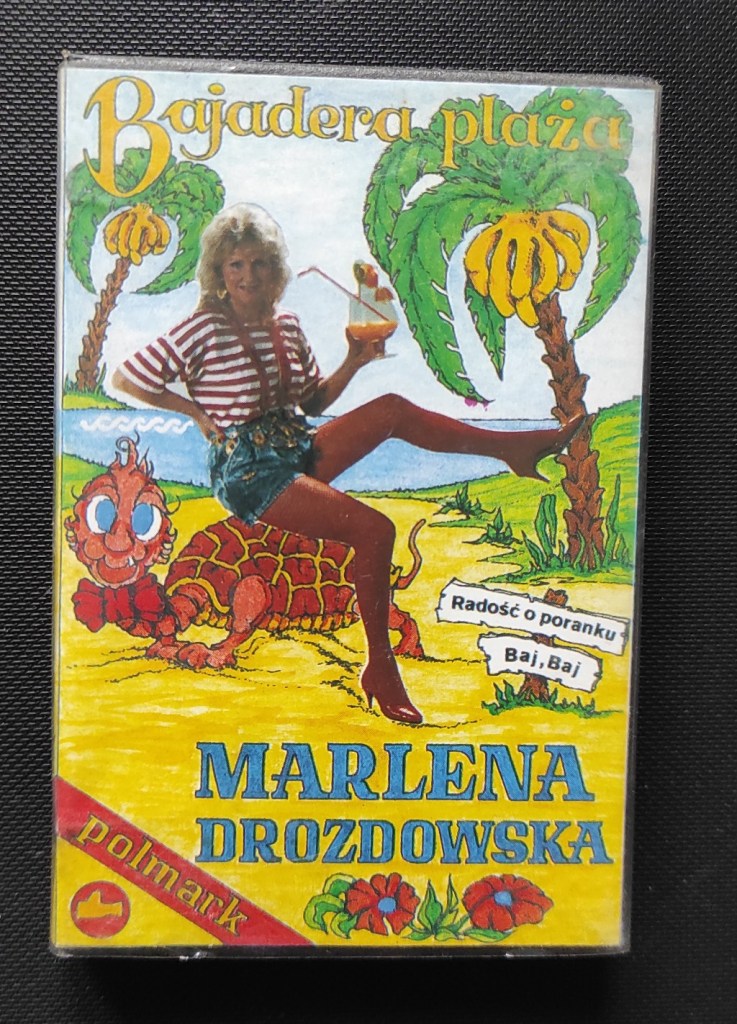 Bajadera plaża
Radość o poranku
Baj, Baj
MARLENA
DROZDOWSKA
polmark